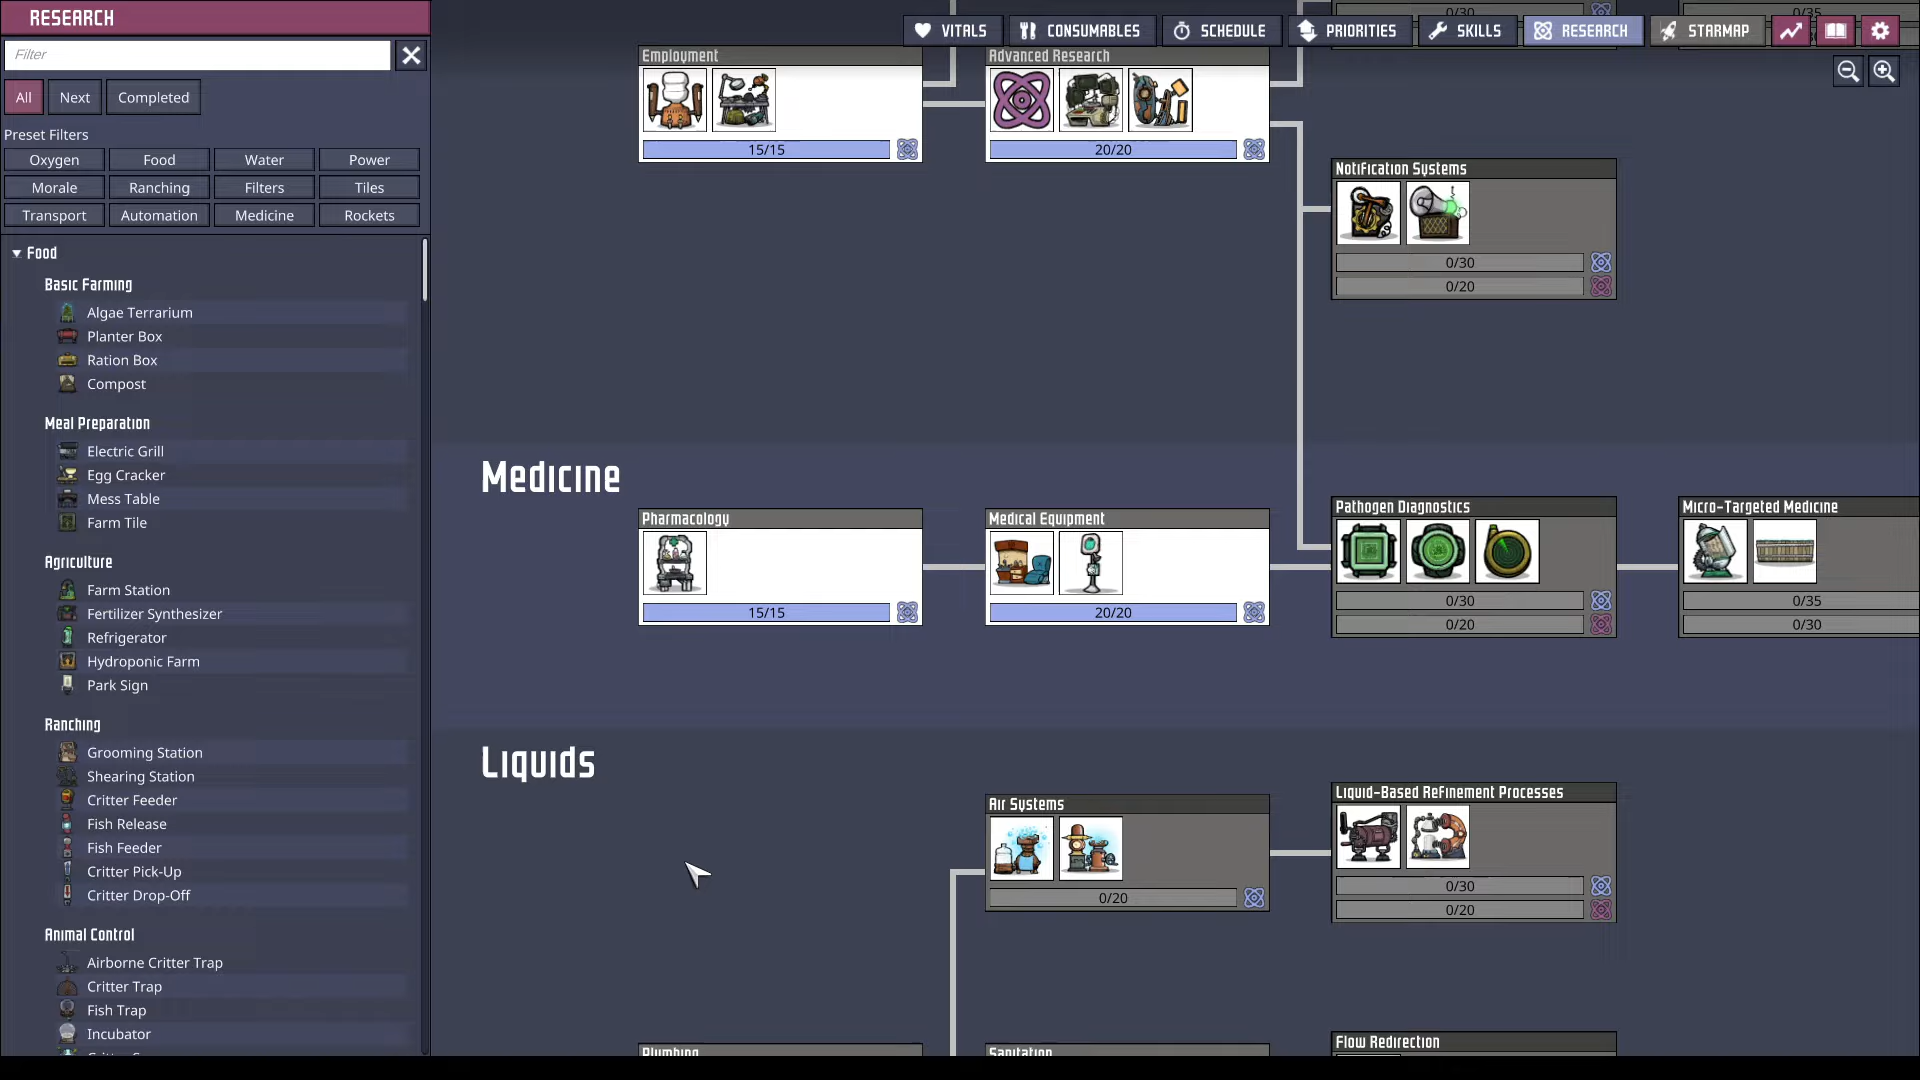 RESEARCH
VITALS
CONSUMABLES
SCHEDULE
PRIORITIES
SKILLS
RESEARCH
STARMAP
Filter
All
Next
Completed
Preset Filters
Oxygen
Food
Water
Power
Morale
Ranching
Filters
Tiles
Transport
Automation
Medicine
Rockets
Food
Basic Farming
Algae Terrarium
Planter Box
Ration Box
Compost
Meal Preparation
Electric Grill
Egg Cracker
Mess Table
Farm Tile
Agriculture
Farm Station
Fertilizer Synthesizer
Refrigerator
Hydroponic Farm
Park Sign
Ranching
Grooming Station
Shearing Station
Critter Feeder
Fish Release
Fish Feeder
Critter Pick-Up
Critter Drop-Off
Animal Control
Airborne Critter Trap
Critter Trap
Fish Trap
Incubator
0/30
0/35
Employment
15/15
Advanced Research
20/20
Notification Systems
0/30
0/20
Medicine
Pharmacology
15/15
Medical Equipment
20/20
Pathogen Diagnostics
0/30
0/20
Micro-Targeted Medicine
0/35
0/30
Liquids
Air Systems
0/20
Liquid-Based Refinement Processes
0/30
0/20
Plumbing
Sanitation
Flow Redirection